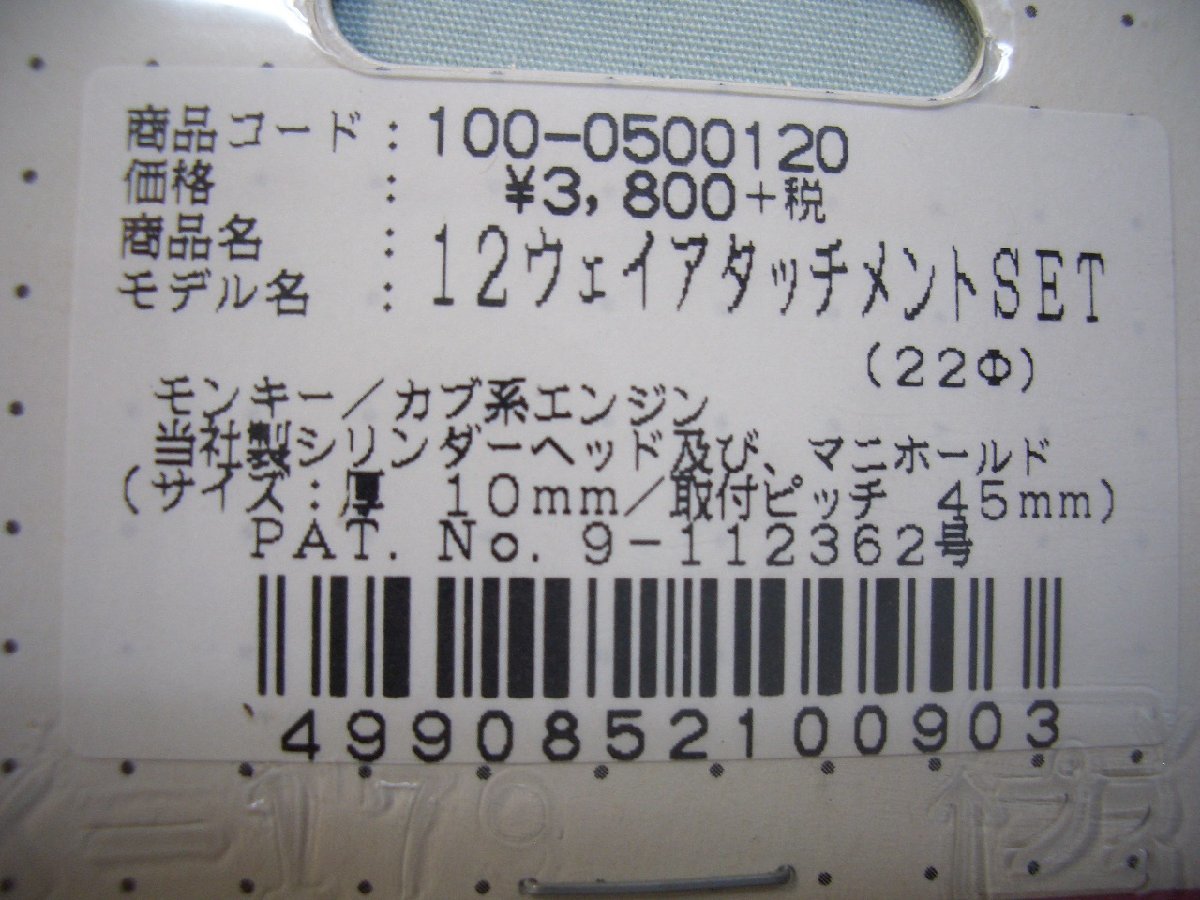 商品コード : 100-0500120
価格 : ¥3,800+税
商品名 : 12ウェイアタッチメントSET
モデル名 :
(22Φ)
モンキー/カブ系エンジン
当社製シリンダーヘッド及び、マニホールド
(サイズ:厚 10mm/取付ピッチ 45mm)
PAT. No. 9-112362号
4990852100903